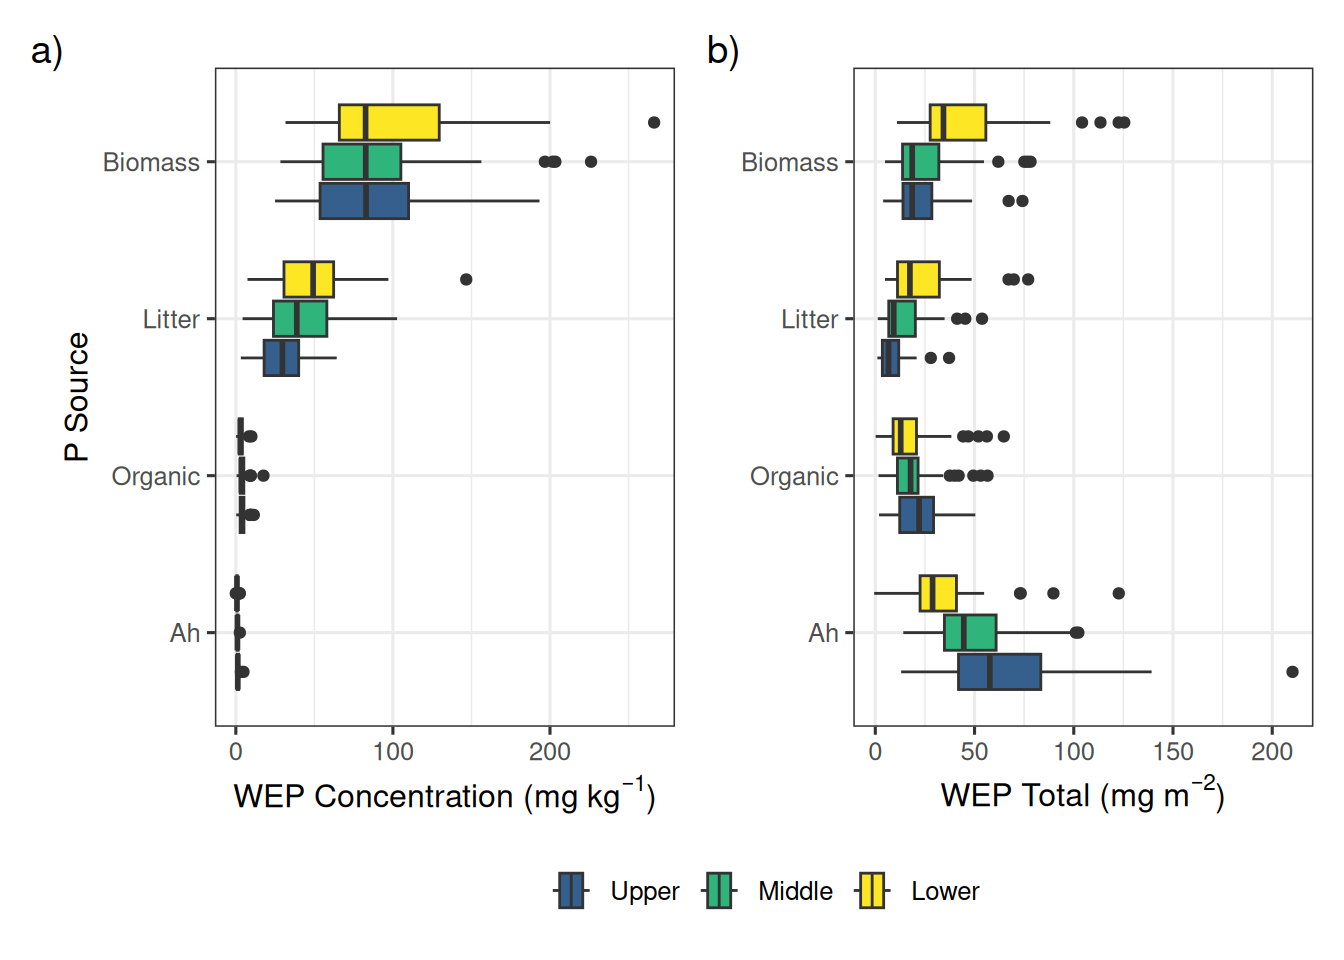 a)
P Source
Biomass
Litter
Organic
Ah
0 100 200
WEP Concentration (mg kg⁻¹)
b)
Biomass
Litter
Organic
Ah
0 50 100 150 200
WEP Total (mg m⁻²)
Upper Middle Lower